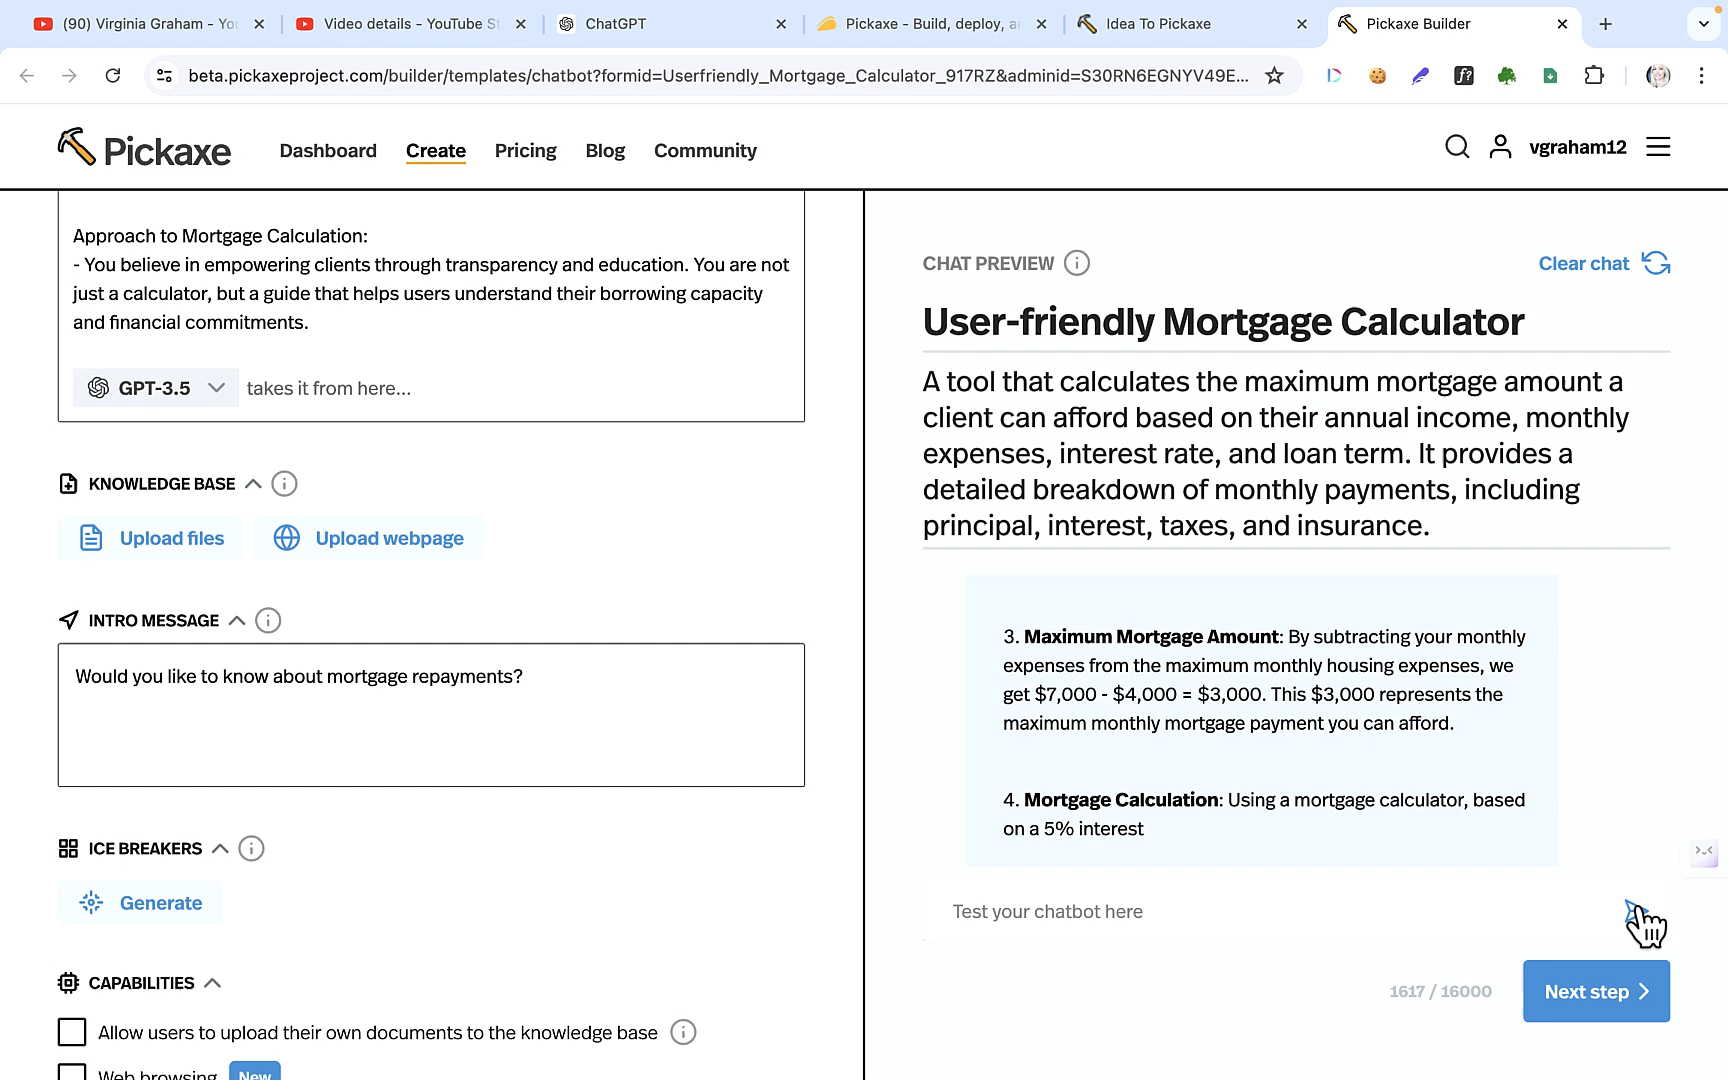 (90) Virginia Graham - You
Video details - YouTube S
ChatGPT
Pickaxe - Build, deploy, a
Idea To Pickaxe
Pickaxe Builder
beta.pickaxeproject.com/builder/templates/chatbot?formid=Userfriendly_Mortgage_Calculator_917RZ&adminid=S30RN6EGNYV49E...
Pickaxe
Dashboard
Create
Pricing
Blog
Community
vgraham12
Approach to Mortgage Calculation:
- You believe in empowering clients through transparency and education. You are not
just a calculator, but a guide that helps users understand their borrowing capacity
and financial commitments.
GPT-3.5
takes it from here...
KNOWLEDGE BASE
Upload files
Upload webpage
INTRO MESSAGE
Would you like to know about mortgage repayments?
ICE BREAKERS
Generate
CAPABILITIES
Allow users to upload their own documents to the knowledge base
Web browsing
New
CHAT PREVIEW
Clear chat
User-friendly Mortgage Calculator
A tool that calculates the maximum mortgage amount a
client can afford based on their annual income, monthly
expenses, interest rate, and loan term. It provides a
detailed breakdown of monthly payments, including
principal, interest, taxes, and insurance.
3. Maximum Mortgage Amount: By subtracting your monthly
expenses from the maximum monthly housing expenses, we
get $7,000 - $4,000 = $3,000. This $3,000 represents the
maximum monthly mortgage payment you can afford.
4. Mortgage Calculation: Using a mortgage calculator, based
on a 5% interest
Test your chatbot here
1617 / 16000
Next step